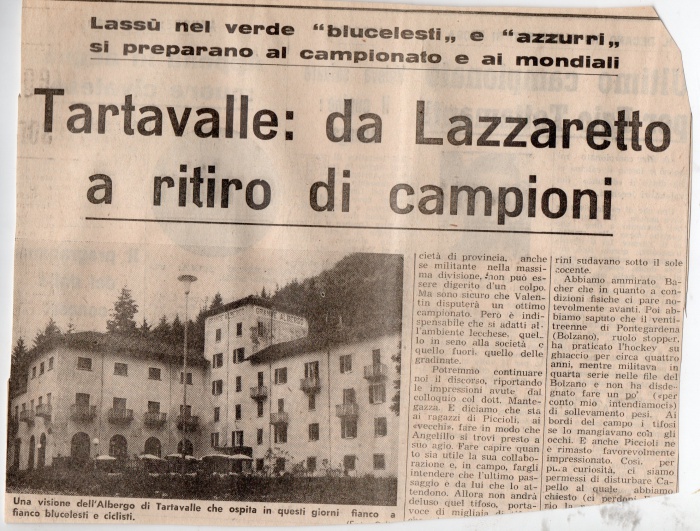 Lassù nel verde "blucelesti„ e "azzurri„
si preparano al campionato e ai mondiali
Tartavalle: da Lazzaretto
a ritiro di campioni
cietà di provincia, anche
se militante nella massi-
ma divisione, non può es-
sere digerito d'un colpo.
Ma sono sicuro che Valen-
tin disputerà un ottimo
campionato. Però è indi-
spensabile che si adatti al-
l'ambiente lecchese, quel-
lo in seno alla società e
quello fuori, quello delle
gradinate.
Potremmo continuare
noi il discorso, riportando
le impressioni avute dal
colloquio col dott. Mante-
gazza. E diciamo che sta
ai ragazzi di Piccioli, ai
«vecchi», fare in modo che
Angelillo si trovi presto a
suo agio. Fare capire quan-
to sia utile la sua collabo-
razione e, in campo, fargli
intendere che l'ultimo pas-
saggio e da lui che lo at-
tendono. Allora non andrà
deluso quel tifoso, porta-
voce di migliaia di
rini sudavano sotto il sole
cocente.
Abbiamo ammirato Ba-
cher che in quanto a con-
dizioni fisiche ci pare no-
tevolmente avanti. Poi ab-
biamo saputo che il venti-
treenne di Pontegardena
(Bolzano), ruolo stopper,
ha praticato l'hockey su
ghiaccio per circa quattro
anni, mentre militava in
quarta serie nelle file del
Bolzano e non ha disde-
gnato fare un po' («per
conto mio intendiamoci)
di sollevamento pesi. Ai
bordi del campo i tifosi
se lo mangiavano con gli
occhi. E anche Piccioli ne
è rimasto favorevolmente
impressionato. Così, per
pura curiosità, ci siamo
permessi di disturbare Ca-
pello al quale abbiamo
chiesto (ci perdoni
GRANDE ALBERGO
Una visione dell'Albergo di Tartavalle che ospita in questi giorni fianco a
fianco blucelesti e ciclisti.